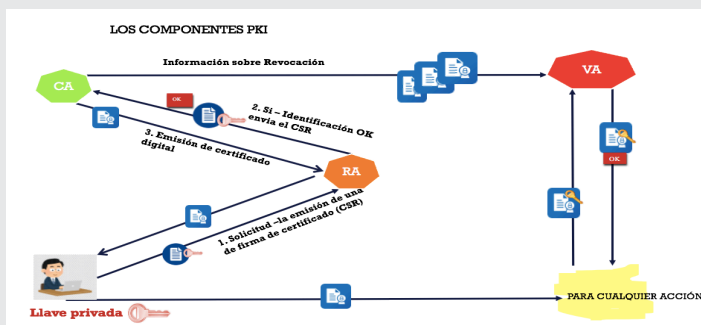 LOS COMPONENTES PKI
Información sobre Revocación
CA
VA
OK
2. Si – Identificación OK
envia el CSR
3. Emisión de certificado
digital
OK
RA
1. Solicitud –la emisión de una
de firma de certificado (CSR)
PARA CUALQUIER ACCIÓN
Llave privada